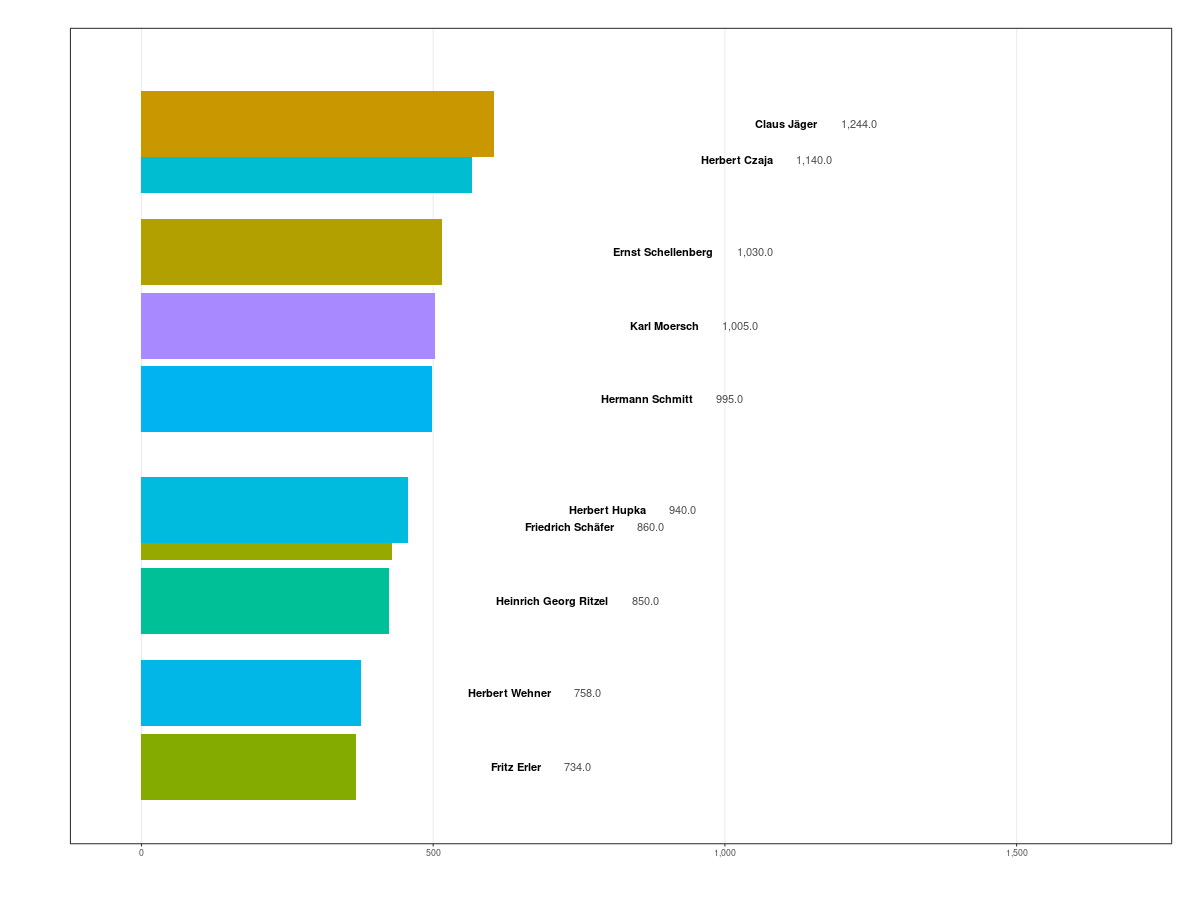 Claus Jäger 1,244.0
Herbert Czaja 1,140.0
Ernst Schellenberg 1,030.0
Karl Moersch 1,005.0
Hermann Schmitt 995.0
Herbert Hupka 940.0
Friedrich Schäfer 860.0
Heinrich Georg Ritzel 850.0
Herbert Wehner 758.0
Fritz Erler 734.0
0 500 1,000 1,500